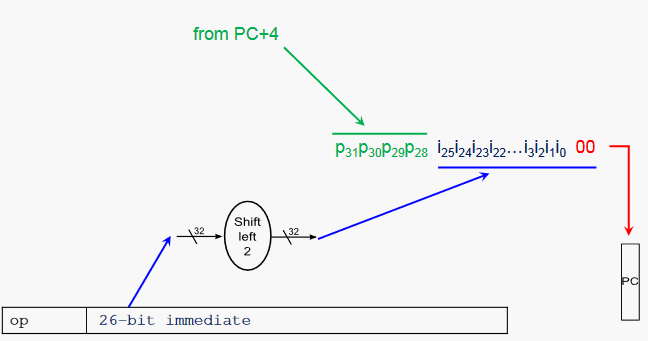 from PC+4
p31p30p29p28 i25i24i23i22...i3i2i1i0 00
32
Shift
left
2
32
PC
op 26-bit immediate